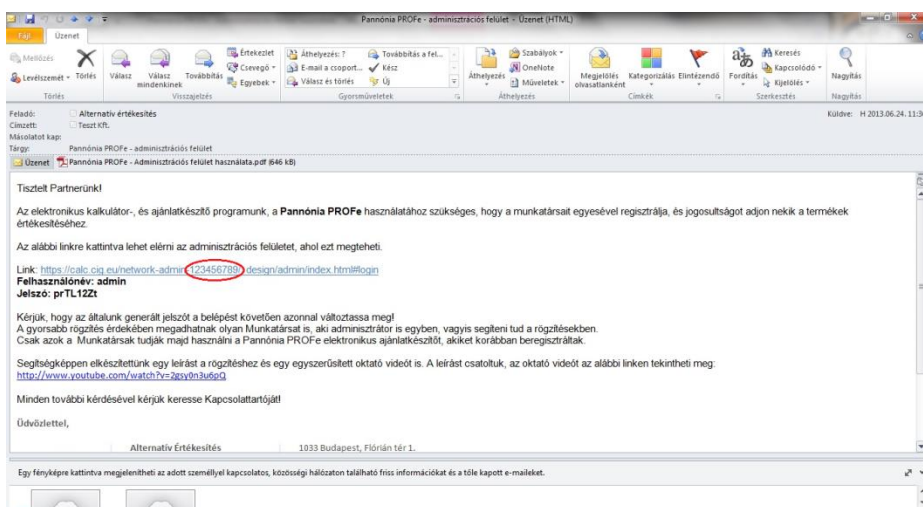 Pannónia PROFe - adminisztrációs felület - Üzenet (HTML)
Fájl Üzenet
Mellőzés
Levélszemét
Törlés
Válasz
Válasz mindenkinek
Továbbítás
Értekezlet
Csevegő
Egyebek
Áthelyezés: ?
E-mail a csoport...
Válasz és törlés
Továbbítás a fel...
Kész
Új
Áthelyezés
Szabályok
OneNote
Műveletek
Megjelölés olvasatlanként
Kategorizálás
Elintézendő
Fordítás
Keresés
Kapcsolódó
Kijelölés
Nagyítás
Törlés Visszajelzés Gyorsműveletek Áthelyezés Címkék Szerkesztés Nagyítás
Feladó: Alternatív értékesítés Küldve: H 2013.06.24. 11:3
Címzett: Teszt Kft.
Másolatot kap:
Tárgy: Pannónia PROFe - adminisztrációs felület
Üzenet Pannónia PROFe - Adminisztrációs felület használata.pdf (646 kB)
Tisztelt Partnerünk!
Az elektronikus kalkulátor-, és ajánlatkészítő programunk, a Pannónia PROFe használatához szükséges, hogy a munkatársait egyesével regisztrálja, és jogosultságot adjon nekik a termékek
értékesítéséhez.
Az alábbi linkre kattintva lehet elérni az adminisztrációs felületet, ahol ezt megteheti.
Link: https://calc.cig.eu/network-admin-123456789/-design/admin/index.html#login
Felhasználónév: admin
Jelszó: prTL12Zt
Kérjük, hogy az általunk generált jelszót a belépést követően azonnal változtassa meg!
A gyorsabb rögzítés érdekében megadhatnak olyan Munkatársat is, aki adminisztrátor is egyben, vagyis segíteni tud a rögzítésekben.
Csak azok a Munkatársak tudják majd használni a Pannónia PROFe elektronikus ajánlatkészítőt, akiket korábban beregisztráltak.
Segítségképpen elkészítettünk egy leírást a rögzítéshez és egy egyszerűsített oktató videót is. A leírást csatoltuk, az oktató videót az alábbi linken tekintheti meg:
http://www.youtube.com/watch?v=2gsy0n3u6pQ
Minden további kérdésével kérjük keresse Kapcsolattartóját!
Üdvözlettel,
Alternatív Értékesítés 1033 Budapest, Flórián tér 1.
Egy fényképre kattintva megjelenítheti az adott személlyel kapcsolatos, közösségi hálózaton található friss információkat és a tőle kapott e-maileket.